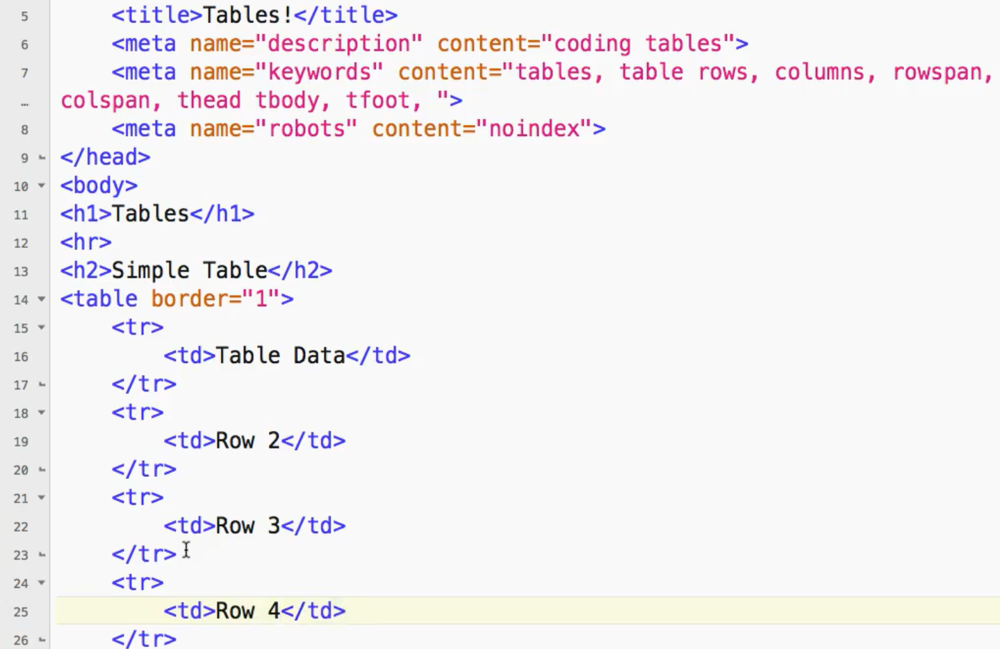 5 <title>Tables!</title>
6 <meta name="description" content="coding tables">
7 <meta name="keywords" content="tables, table rows, columns, rowspan,
… colspan, thead tbody, tfoot, ">
8 <meta name="robots" content="noindex">
9 </head>
10 <body>
11 <h1>Tables</h1>
12 <hr>
13 <h2>Simple Table</h2>
14 <table border="1">
15 <tr>
16 <td>Table Data</td>
17 </tr>
18 <tr>
19 <td>Row 2</td>
20 </tr>
21 <tr>
22 <td>Row 3</td>
23 </tr>
24 <tr>
25 <td>Row 4</td>
26 </tr>